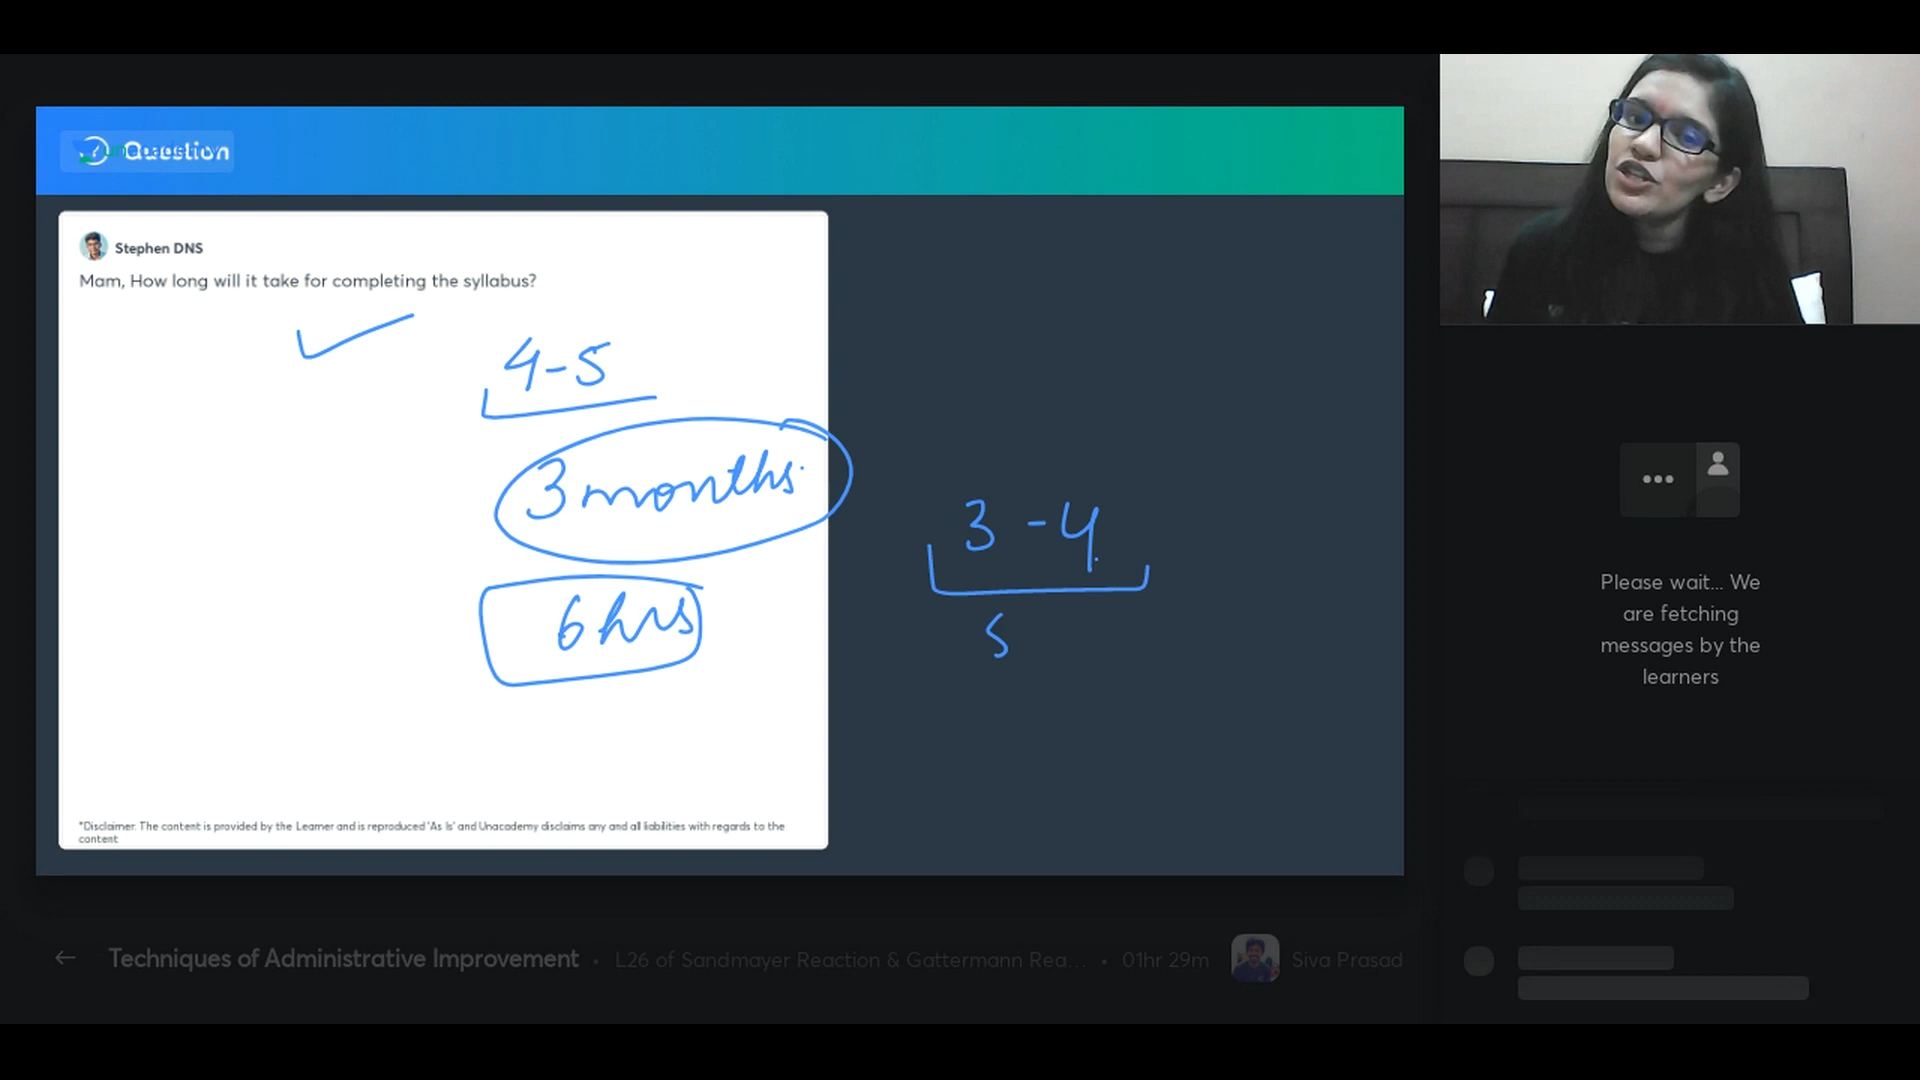 Question
Stephen DNS
Mam, How long will it take for completing the syllabus?
4-5
3 months
6 hrs
3-4
5
*Disclaimer: The content is provided by the Learner and is reproduced 'As Is' and Unacademy disclaims any and all liabilities with regards to the
content
Please wait... We
are fetching
messages by the
learners
Techniques of Administrative Improvement • L26 of Sandmayer Reaction & Gattermann Rea... • 01hr 29m Siva Prasad